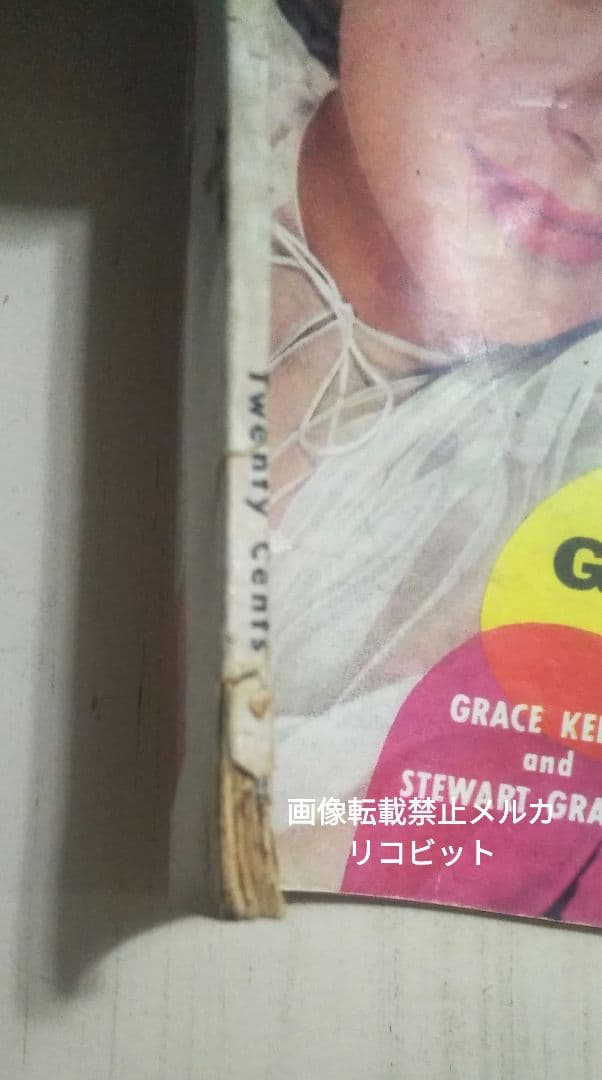 Twenty Cents
G
GRACE KE
and
STEWART GRA
画像転載禁止メルカ
リコビット